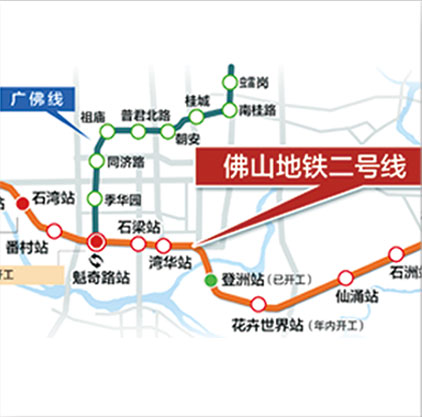 虫雷岗
桂城
广佛线
南桂路
祖庙
普君北路
朝安
同济路
佛山地铁二号线
季华园
石湾站
石梁站
番村站
湾华站
石洲
魁奇路站
登洲站（已开工）
开工
仙涌站
花卉世界站（年内开工）